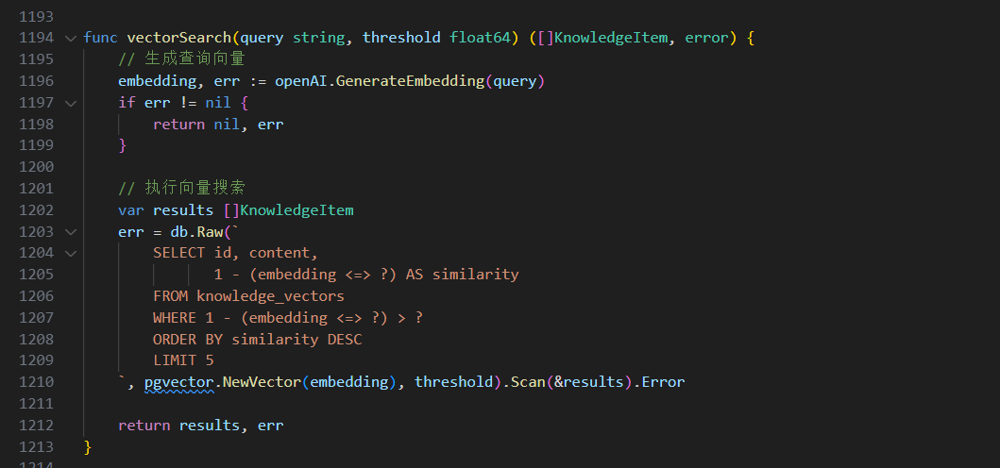 1193
1194 func vectorSearch(query string, threshold float64) ([]KnowledgeItem, error) {
1195     // 生成查询向量
1196     embedding, err := openAI.GenerateEmbedding(query)
1197     if err != nil {
1198         return nil, err
1199     }
1200
1201     // 执行向量搜索
1202     var results []KnowledgeItem
1203     err = db.Raw(`
1204         SELECT id, content,
1205                1 - (embedding <=> ?) AS similarity
1206         FROM knowledge_vectors
1207         WHERE 1 - (embedding <=> ?) > ?
1208         ORDER BY similarity DESC
1209         LIMIT 5
1210     `, pgvector.NewVector(embedding), threshold).Scan(&results).Error
1211
1212     return results, err
1213 }
1214